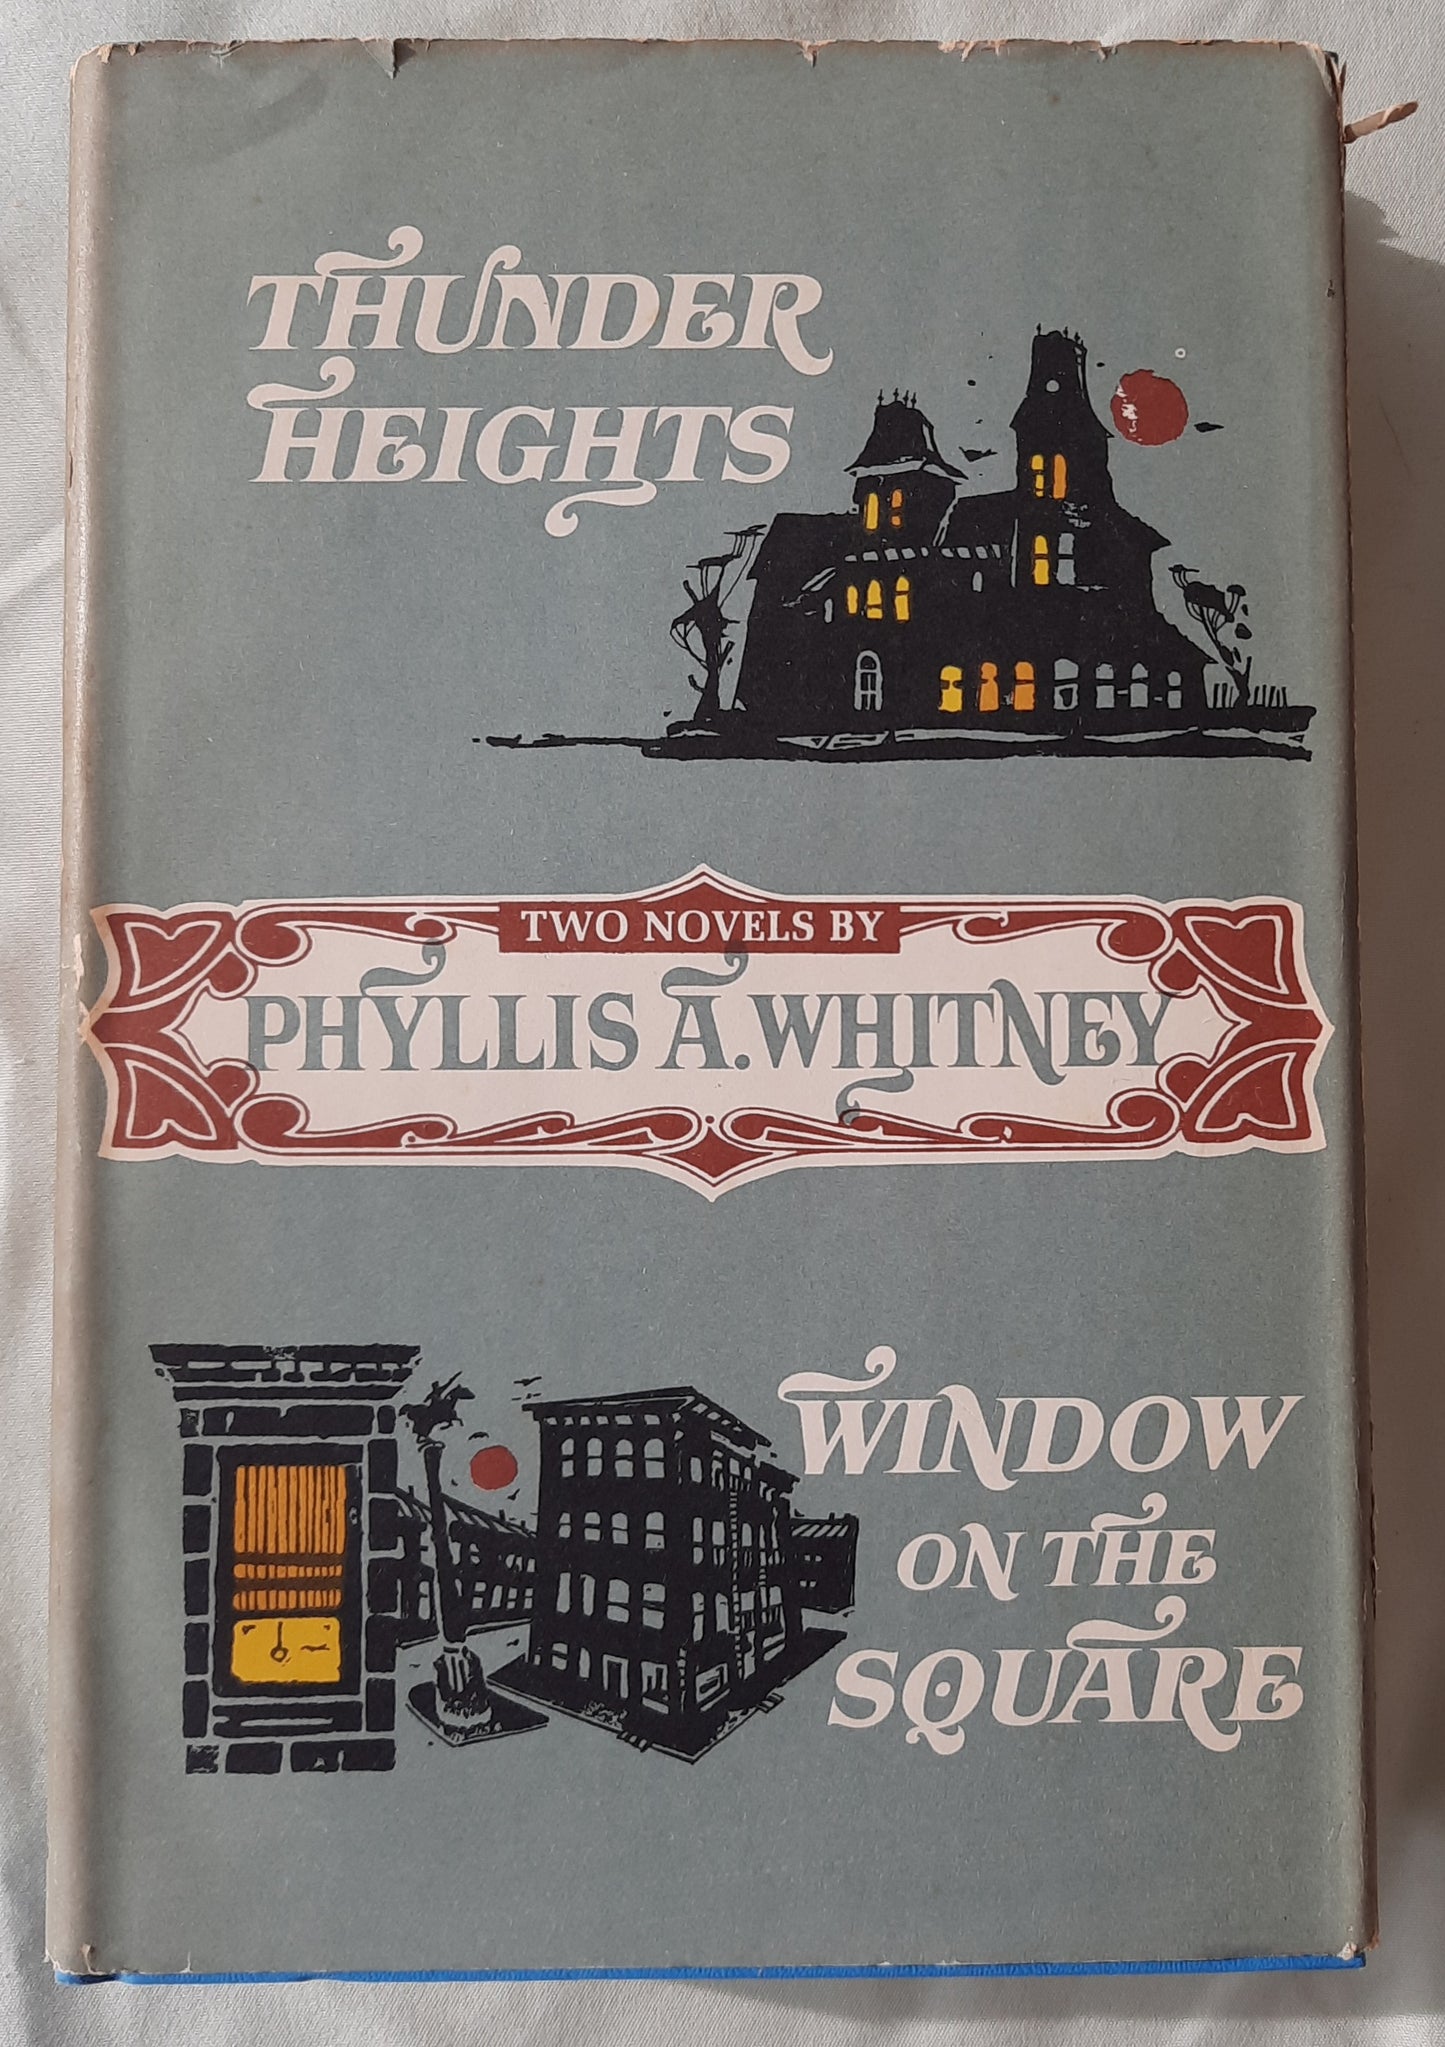 THUNDER
HEIGHTS
TWO NOVELS BY
PHYLLIS A. WHITNEY
WINDOW
ON THE
SQUARE